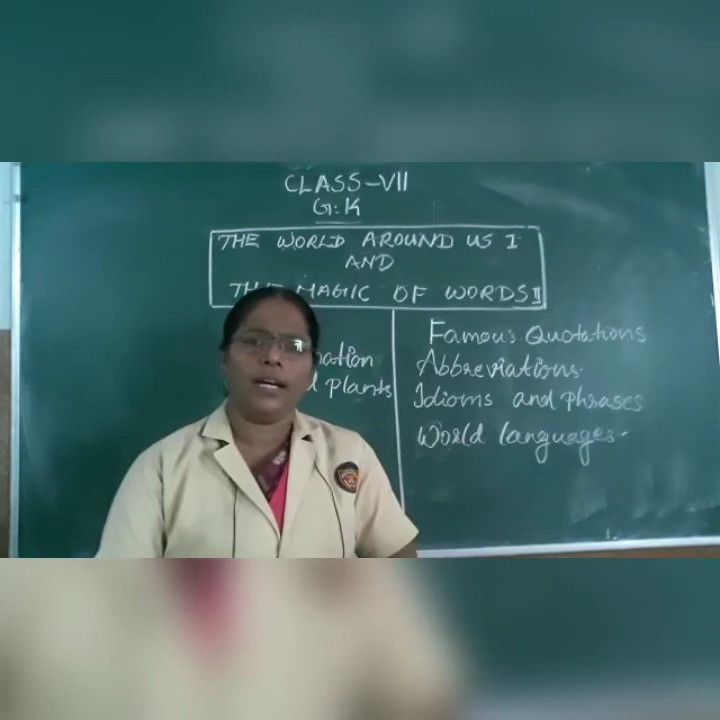 CLASS-VII
G.K
THE WORLD AROUND US I
AND
MAGIC OF WORDS II
Plants
Famous Quotations
Abbreviations.
Idioms and Phrases
World languages.